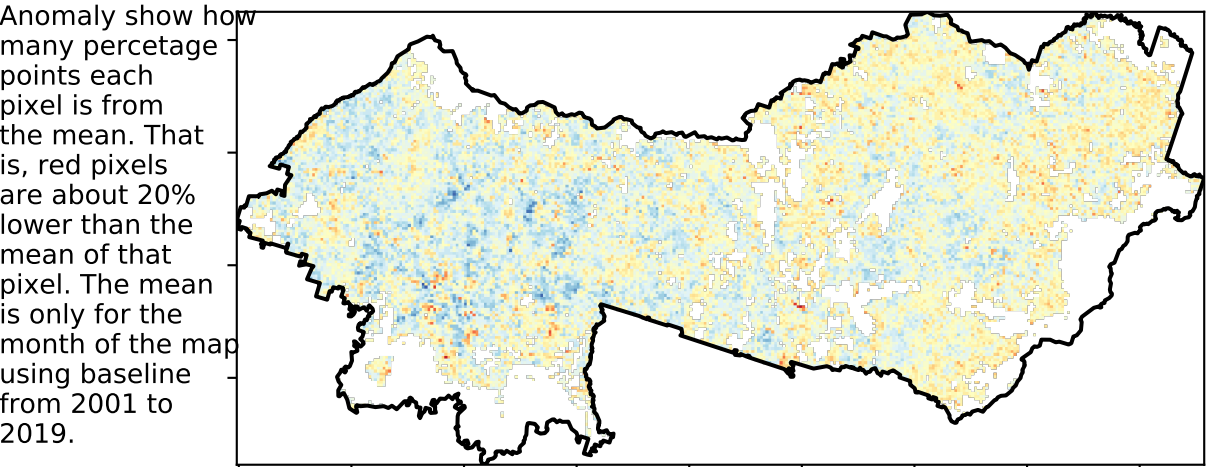 Anomaly show how
many percetage
points each
pixel is from
the mean. That
is, red pixels
are about 20%
lower than the
mean of that
pixel. The mean
is only for the
month of the map
using baseline
from 2001 to
2019.